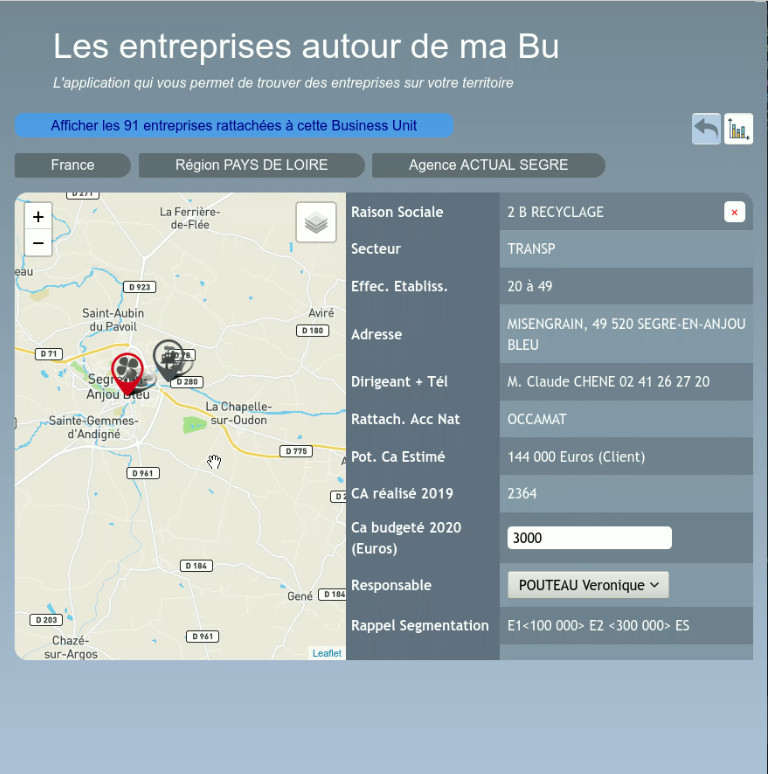 Les entreprises autour de ma Bu
L'application qui vous permet de trouver des entreprises sur votre territoire
Afficher les 91 entreprises rattachées à cette Business Unit
France
Région PAYS DE LOIRE
Agence ACTUAL SEGRE
+
−
D 271
La Ferrière-
de-Flée
eau
D 923
Saint-Aubin
du Pavoil
Aviré
D 180
D 71
D 78
D 280
Anjou Bleu
La Chapelle-
sur-Oudon
Sainte-Gemmes-
d'Andigné
D 775
D 961
D 184
Gené
D 184
D 203
D 961
Chazé-
sur-Argos
Leaflet
Raison Sociale
2 B RECYCLAGE
×
Secteur
TRANSP
Effec. Etabliss.
20 à 49
Adresse
MISENGRAIN, 49 520 SEGRE-EN-ANJOU
BLEU
Dirigeant + Tél
M. Claude CHENE 02 41 26 27 20
Rattach. Acc Nat
OCCAMAT
Pot. Ca Estimé
144 000 Euros (Client)
CA réalisé 2019
2364
Ca budgeté 2020
(Euros)
3000
Responsable
POUTEAU Veronique
Rappel Segmentation
E1<100 000> E2 <300 000> ES